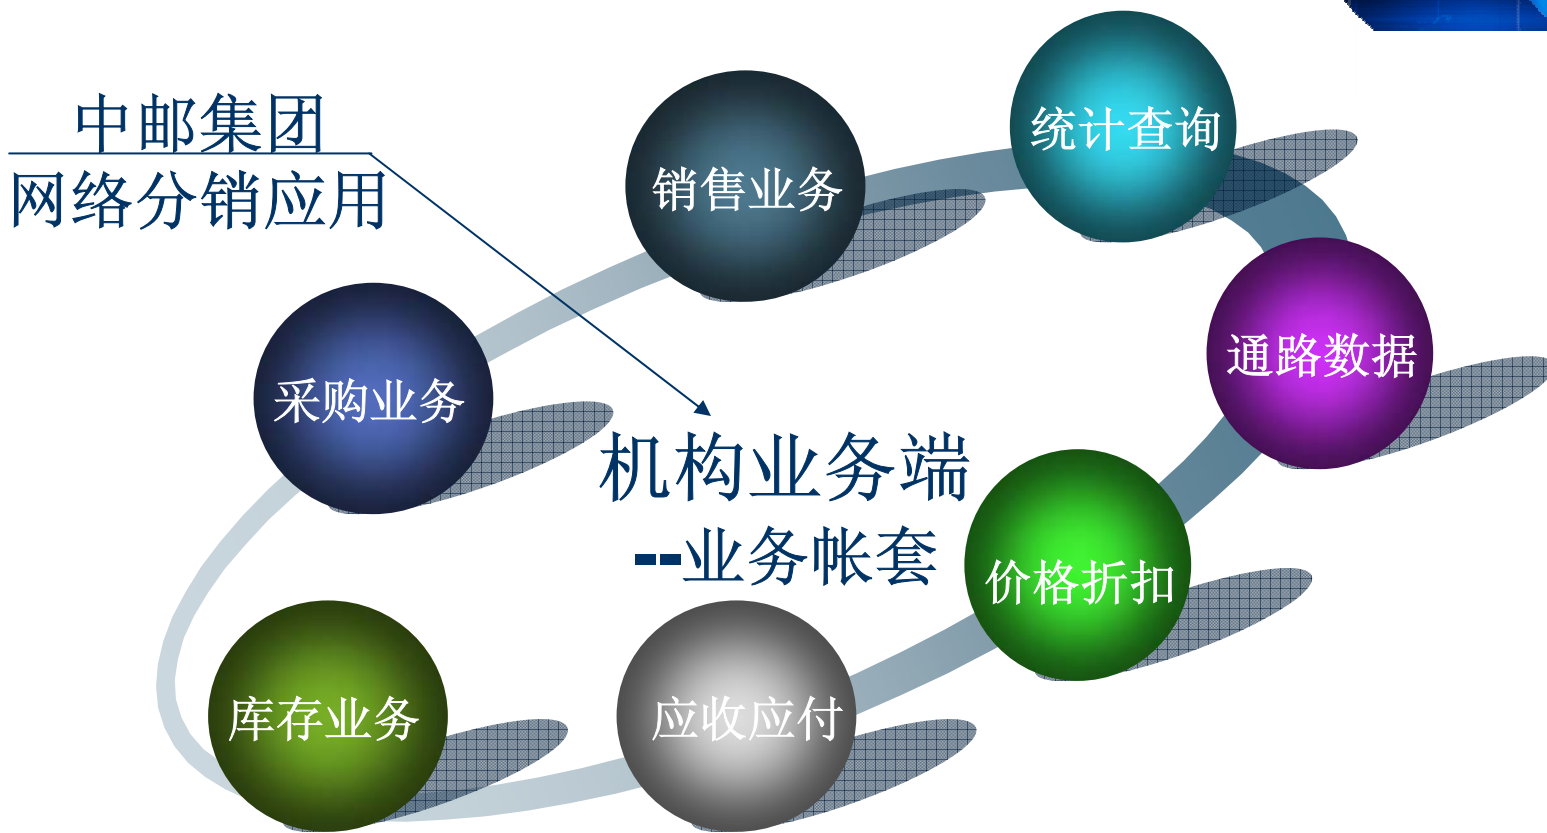 中邮集团
网络分销应用
销售业务
统计查询
采购业务
通路数据
机构业务端
--业务帐套
价格折扣
库存业务
应收应付